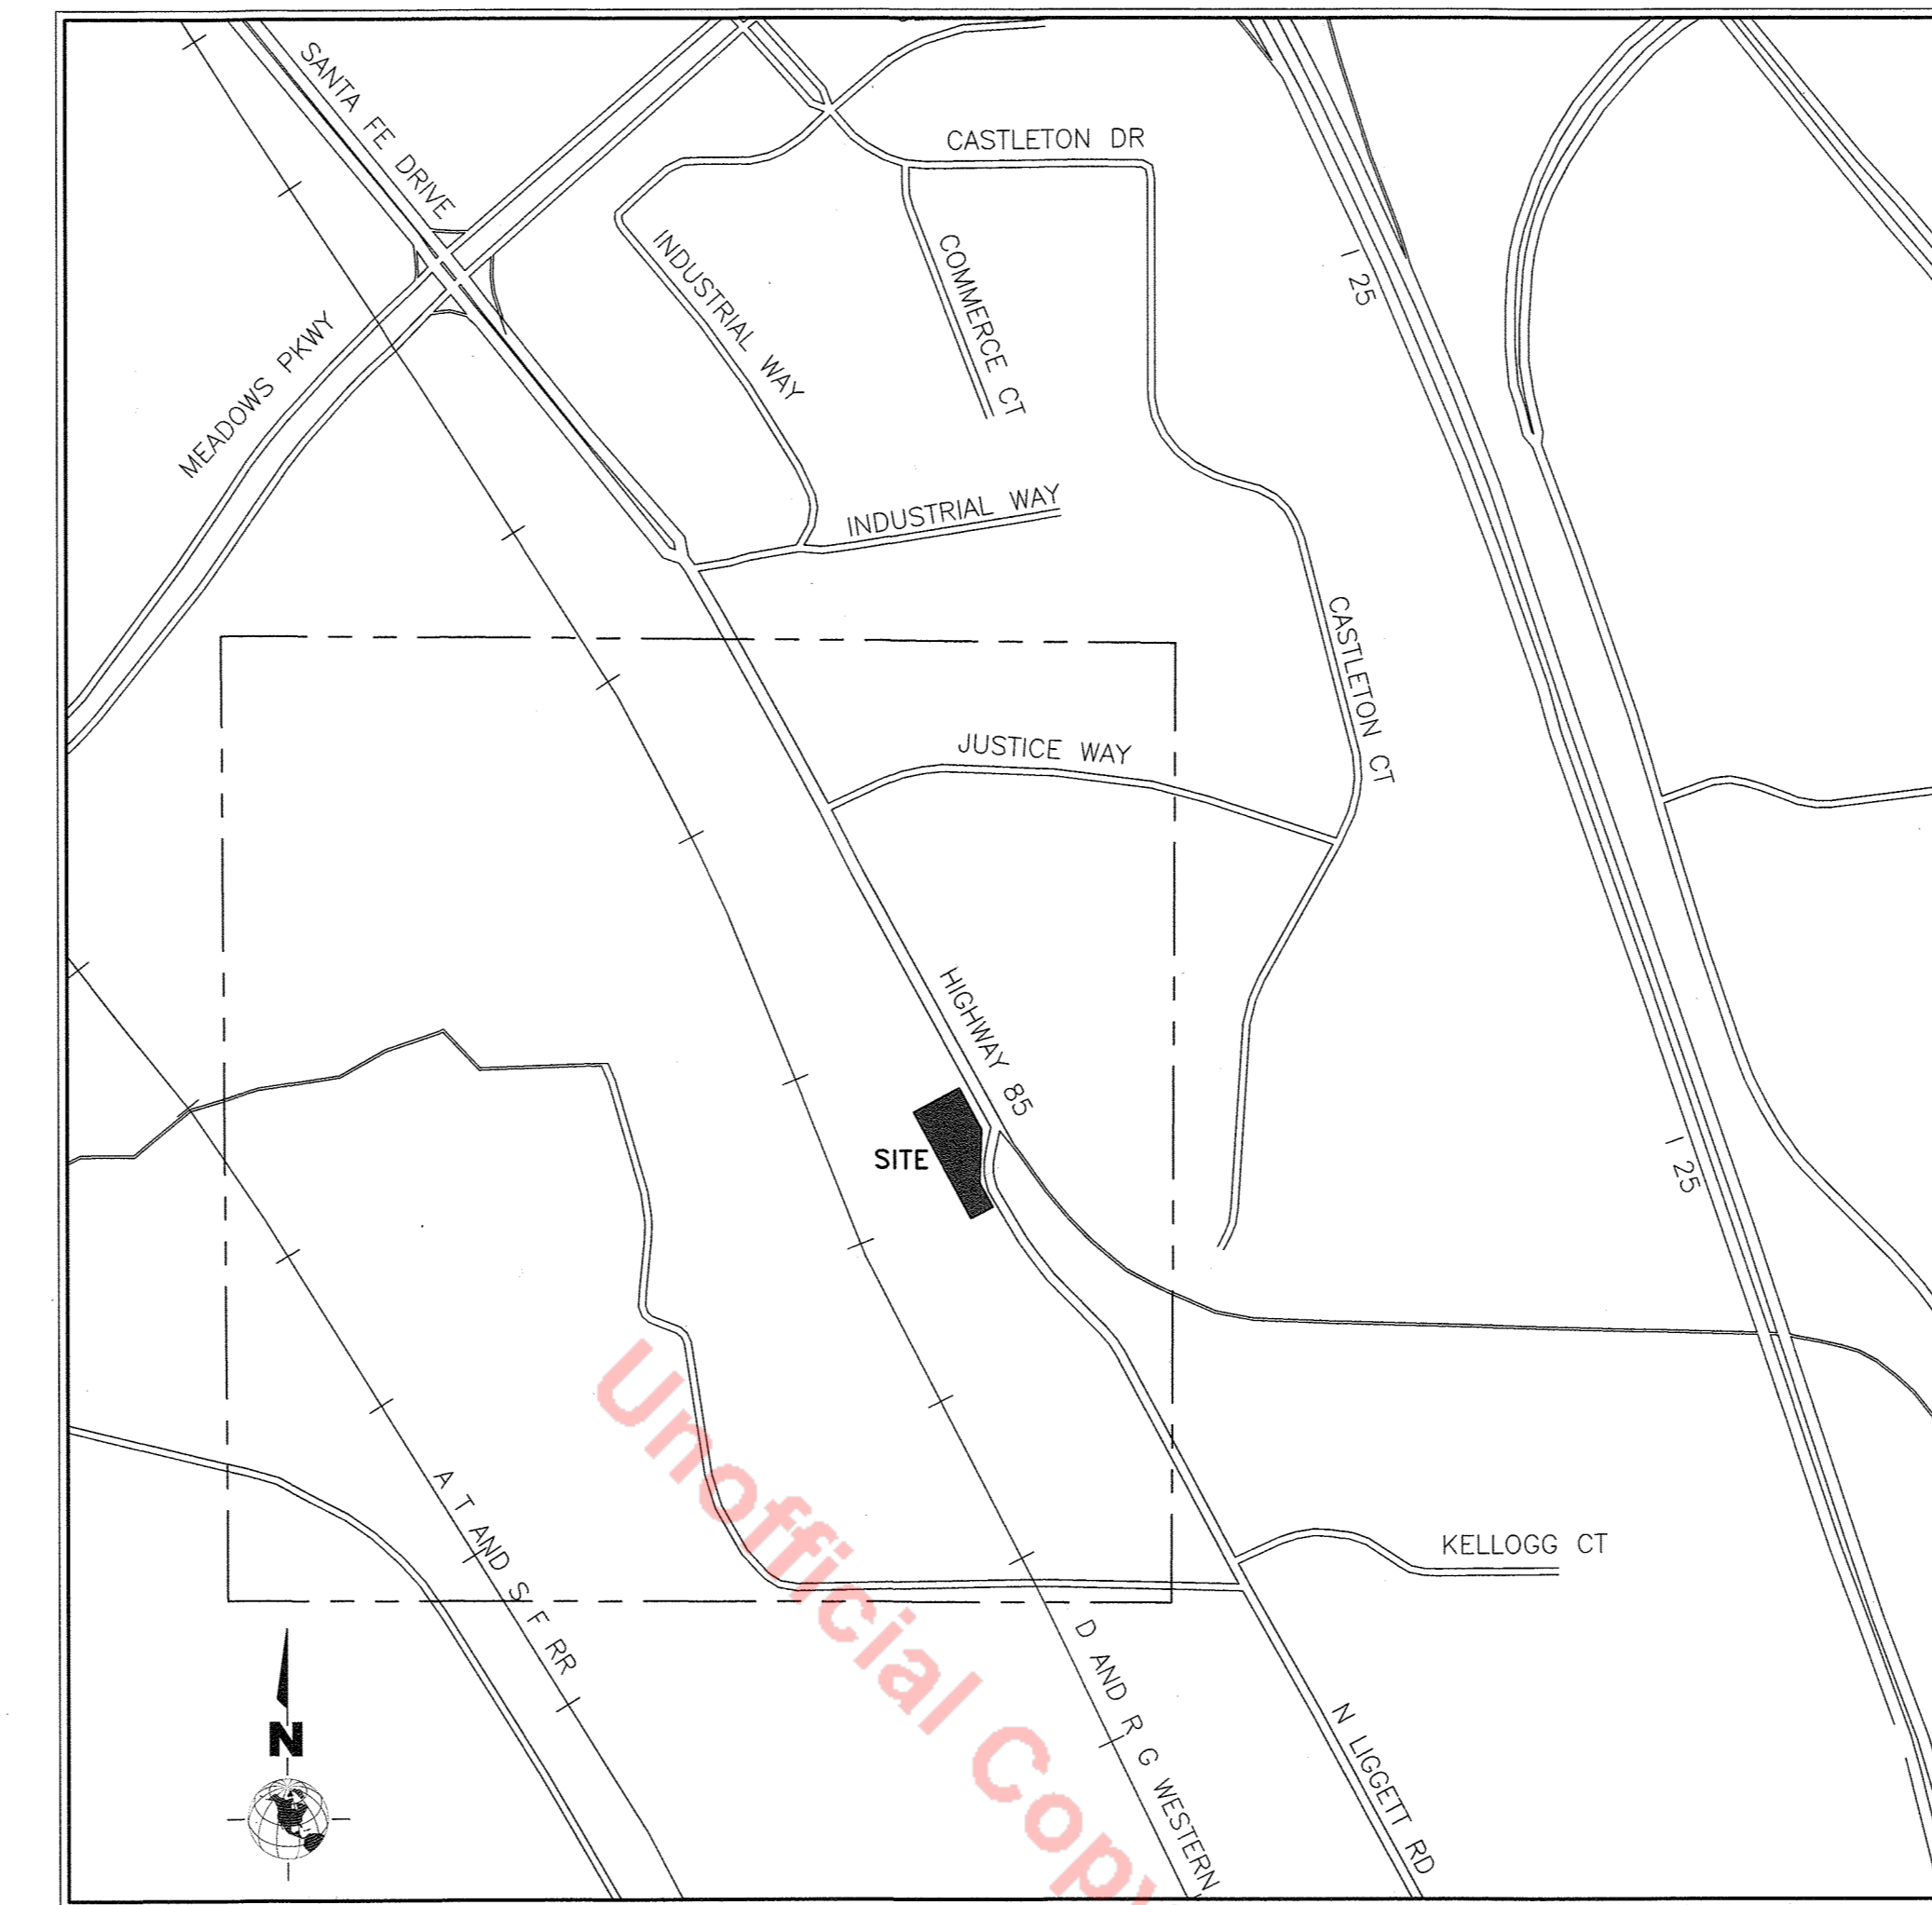 SANTA FE DRIVE
CASTLETON DR
INDUSTRIAL WAY
COMMERCE CT
I 25
MEADOWS PKWY
INDUSTRIAL WAY
CASTLETON CT
JUSTICE WAY
HIGHWAY 85
SITE
I 25
A T AND S F RR
KELLOGG CT
D AND R G WESTERN
N LIGGETT RD
N
Unofficial Copy